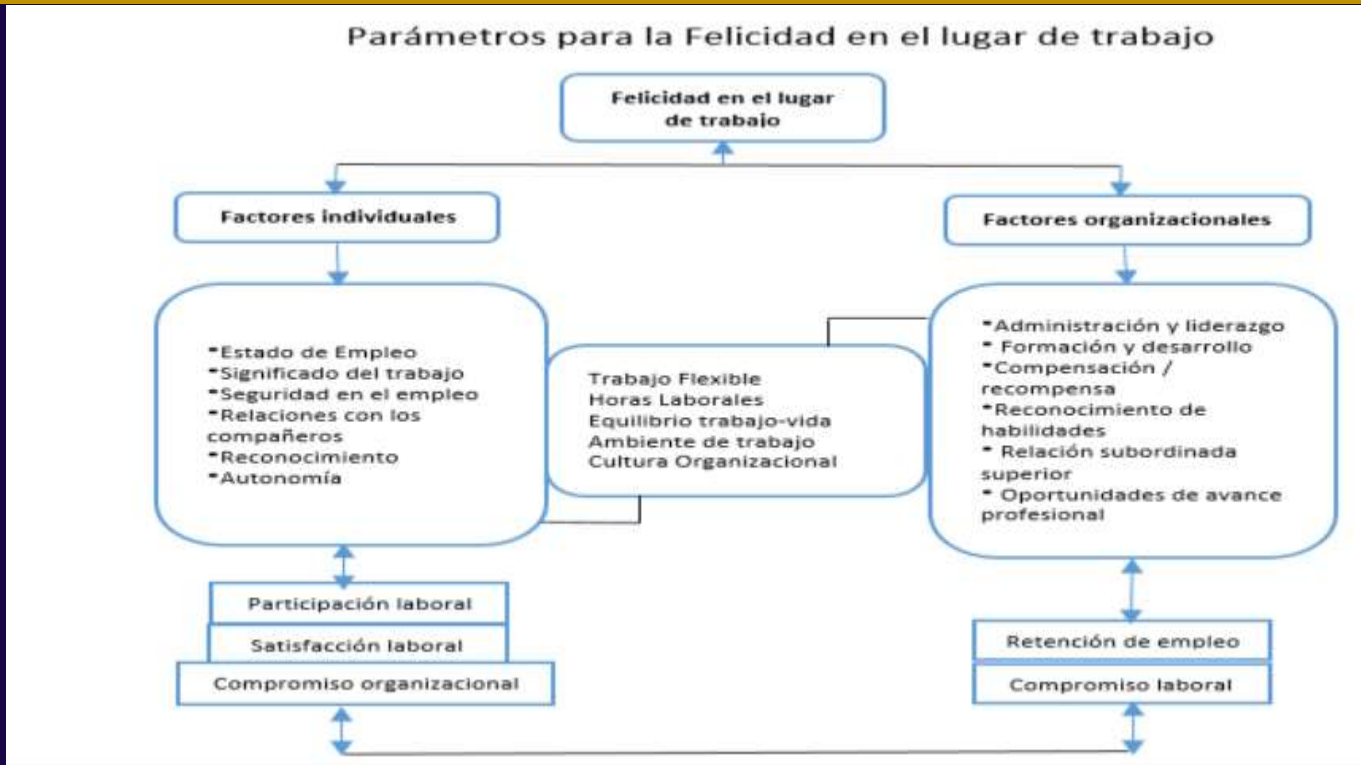 Parámetros para la Felicidad en el lugar de trabajo
Felicidad en el lugar
de trabajo
Factores individuales
Factores organizacionales
*Estado de Empleo
*Significado del trabajo
*Seguridad en el empleo
*Relaciones con los
compañeros
*Reconocimiento
*Autonomía
Trabajo Flexible
Horas Laborales
Equilibrio trabajo-vida
Ambiente de trabajo
Cultura Organizacional
*Administración y liderazgo
* Formación y desarrollo
*Compensación /
recompensa
*Reconocimiento de
habilidades
* Relación subordinada
superior
* Oportunidades de avance
profesional
Participación laboral
Satisfacción laboral
Compromiso organizacional
Retención de empleo
Compromiso laboral